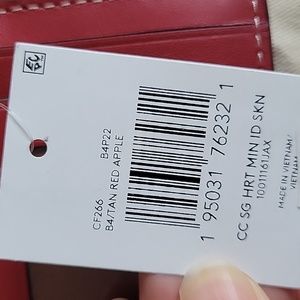 CF266 B4P22
B4/TAN RED APPLE
1 95031 76232 1
CC SG HRT MIN ID SKN
10011161JAX
MADE IN VIETNAM
VIETNAM